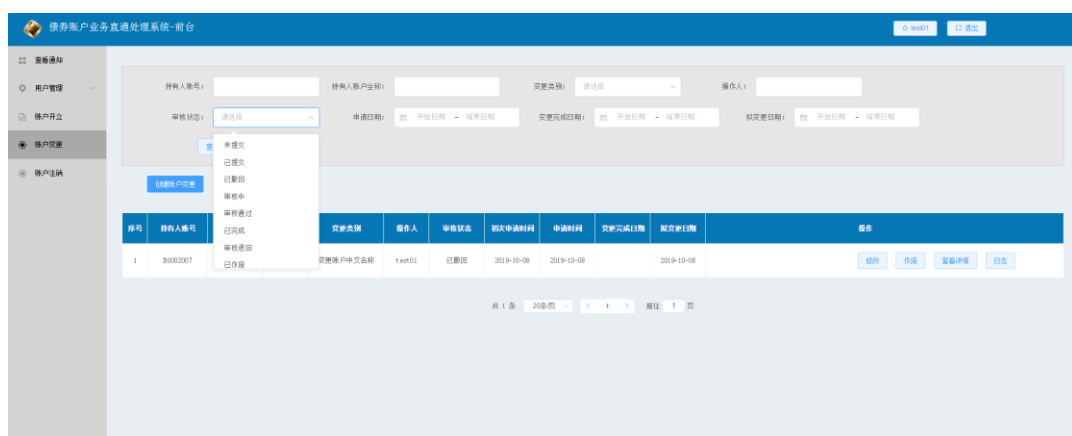 债券账户业务直通处理系统-前台
test01
退出
查看通知
用户管理
账户开立
账户变更
账户注销
持有人账号:
持有人账户全称:
变更类别: 请选择
操作人:
审核状态: 请选择
申请日期: 开始日期 - 结束日期
变更完成日期: 开始日期 - 结束日期
拟变更日期: 开始日期 - 结束日期
未提交
已提交
已撤回
审核中
审核通过
已完成
审核退回
已作废
创建账户变更
序号 持有人账号 变更类别 操作人 审核状态 初次申请时间 申请时间 变更完成日期 拟变更日期 操作
1 B0002007 变更账户中文名称 test01 已撤回 2019-10-08 2019-10-08 2019-10-08 修改 作废 查看详情 日志
共 1 条 20条/页 < 1 > 前往 1 页